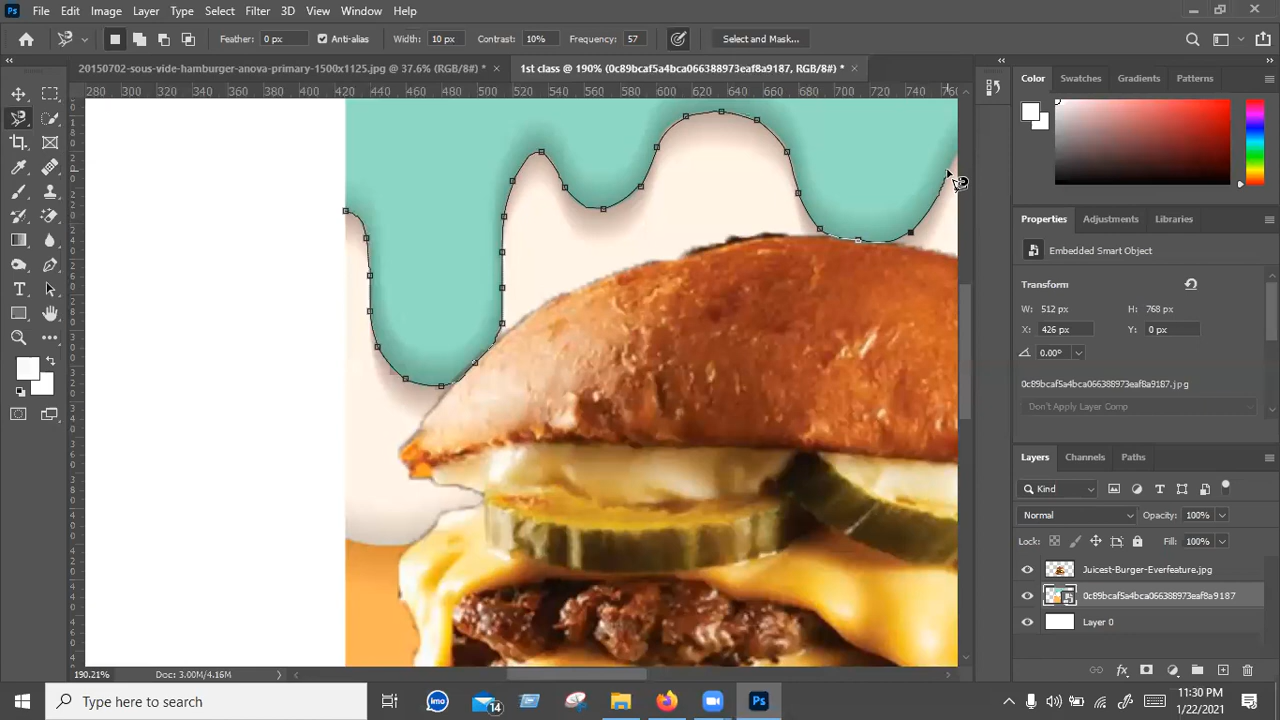 Ps File Edit Image Layer Type Select Filter 3D View Window Help
Feather: 0 px Anti-alias Width: 10 px Contrast: 10% Frequency: 57 Select and Mask...
20150702-sous-vide-hamburger-anova-primary-1500x1125.jpg @ 37.6% (RGB/8#) * × 1st class @ 190% (0c89bcaf5a4bca066388973eaf8a9187, RGB/8#) * ×
280 300 320 340 360 380 400 420 440 460 480 500 520 540 560 580 600 620 640 660 680 700 720 740 760
Color Swatches Gradients Patterns
Properties Adjustments Libraries
Embedded Smart Object
Transform
W: 512 px H: 768 px
X: 426 px Y: 0 px
0.00°
0c89bcaf5a4bca066388973eaf8a9187.jpg
Don't Apply Layer Comp
Layers Channels Paths
Kind
Normal Opacity: 100%
Lock: Fill: 100%
Juicest-Burger-Everfeature.jpg
0c89bcaf5a4bca066388973eaf8a9187
Layer 0
190.21% Doc: 3.00M/4.16M
Type here to search
imo 14 Ps
11:30 PM
1/22/2021